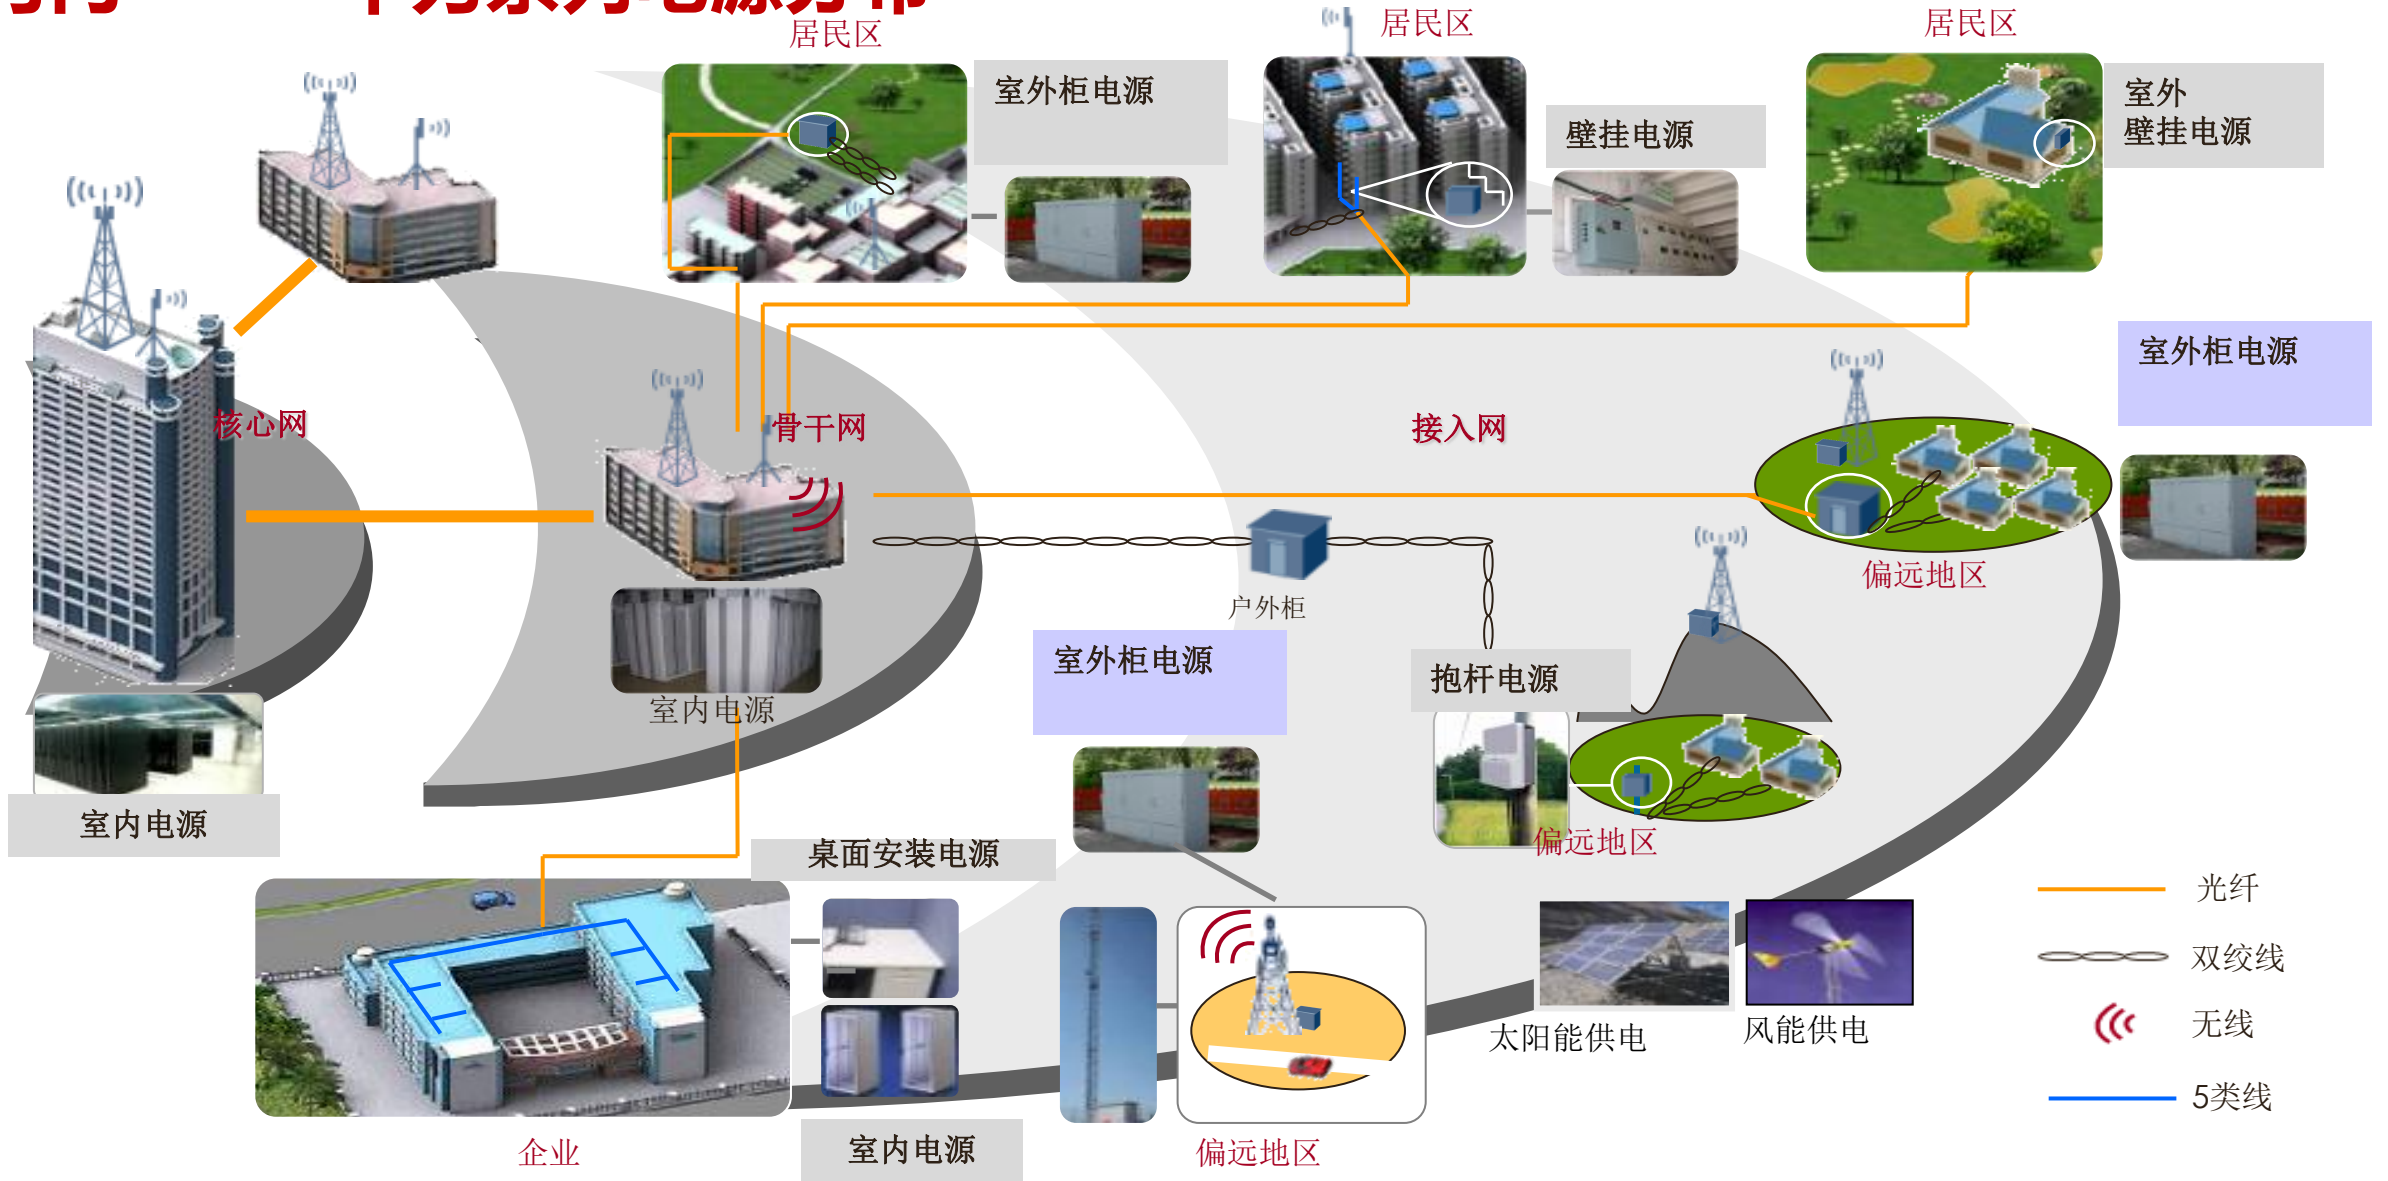 居民区
居民区
居民区
室外柜电源
壁挂电源
室外
壁挂电源
室外柜电源
核心网
骨干网
接入网
偏远地区
户外柜
室外柜电源
抱杆电源
室内电源
室内电源
桌面安装电源
偏远地区
光纤
双绞线
太阳能供电
风能供电
无线
5类线
企业
室内电源
偏远地区